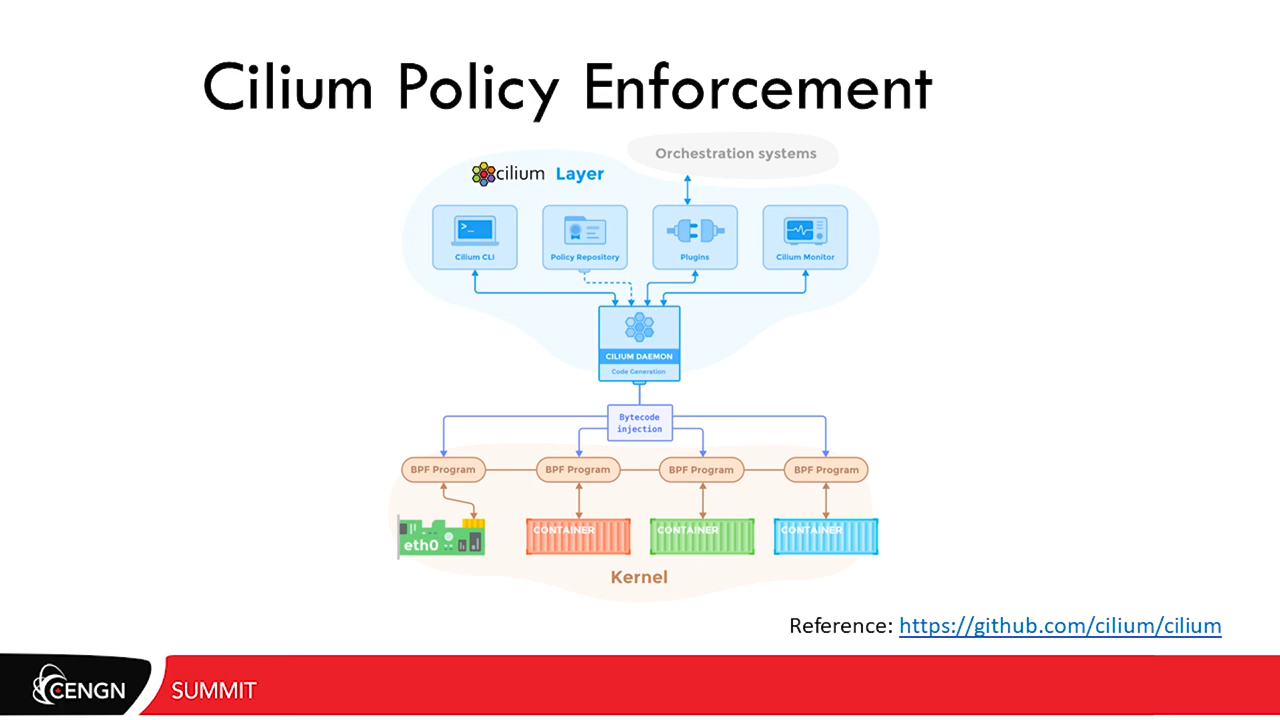 Cilium Policy Enforcement
Orchestration systems
cilium Layer
>_
Cilium CLI
Policy Repository
Plugins
Cilium Monitor
CILIUM DAEMON
Code Generation
Bytecode
injection
BPF Program
BPF Program
BPF Program
BPF Program
eth0
CONTAINER
CONTAINER
CONTAINER
Kernel
Reference: https://github.com/cilium/cilium
CENGN
SUMMIT